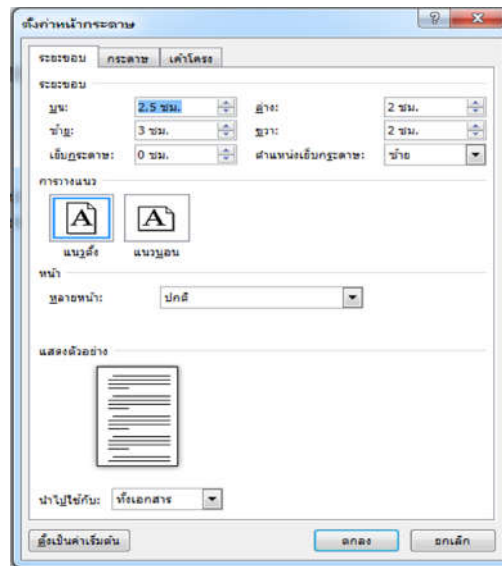 ตั้งค่าหน้ากระดาษ
ระยะขอบ กระดาษ เค้าโครง
ระยะขอบ
บน: 2.5 ซม. ล่าง: 2 ซม.
ซ้าย: 3 ซม. ขวา: 2 ซม.
เย็บกระดาษ: 0 ซม. ตำแหน่งเย็บกระดาษ: ซ้าย
การวางแนว
A A
แนวตั้ง แนวนอน
หน้า
หลายหน้า: ปกติ
แสดงตัวอย่าง
นำไปใช้กับ: ทั้งเอกสาร
ตั้งเป็นค่าเริ่มต้น ตกลง ยกเลิก